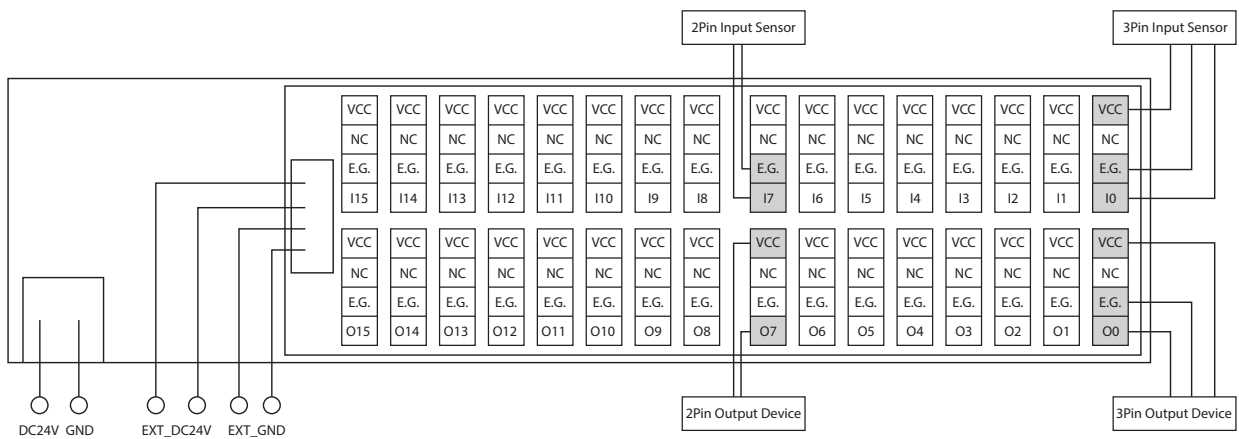 2Pin Input Sensor 3Pin Input Sensor
VCC VCC VCC VCC VCC VCC VCC VCC VCC VCC VCC VCC VCC VCC VCC VCC
NC NC NC NC NC NC NC NC NC NC NC NC NC NC NC NC
E.G. E.G. E.G. E.G. E.G. E.G. E.G. E.G. E.G. E.G. E.G. E.G. E.G. E.G. E.G. E.G.
I15 I14 I13 I12 I11 I10 I9 I8 I7 I6 I5 I4 I3 I2 I1 I0
VCC VCC VCC VCC VCC VCC VCC VCC VCC VCC VCC VCC VCC VCC VCC VCC
NC NC NC NC NC NC NC NC NC NC NC NC NC NC NC NC
E.G. E.G. E.G. E.G. E.G. E.G. E.G. E.G. E.G. E.G. E.G. E.G. E.G. E.G. E.G. E.G.
O15 O14 O13 O12 O11 O10 O9 O8 O7 O6 O5 O4 O3 O2 O1 O0
2Pin Output Device 3Pin Output Device
DC24V GND EXT_DC24V EXT_GND